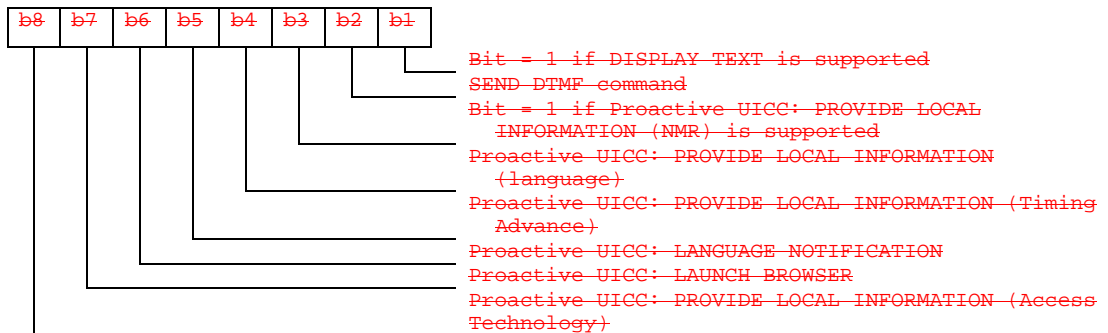 b8 b7 b6 b5 b4 b3 b2 b1
Bit = 1 if DISPLAY TEXT is supported
SEND DTMF command
Bit = 1 if Proactive UICC: PROVIDE LOCAL
INFORMATION (NMR) is supported
Proactive UICC: PROVIDE LOCAL INFORMATION
(language)
Proactive UICC: PROVIDE LOCAL INFORMATION (Timing
Advance)
Proactive UICC: LANGUAGE NOTIFICATION
Proactive UICC: LAUNCH BROWSER
Proactive UICC: PROVIDE LOCAL INFORMATION (Access
Technology)